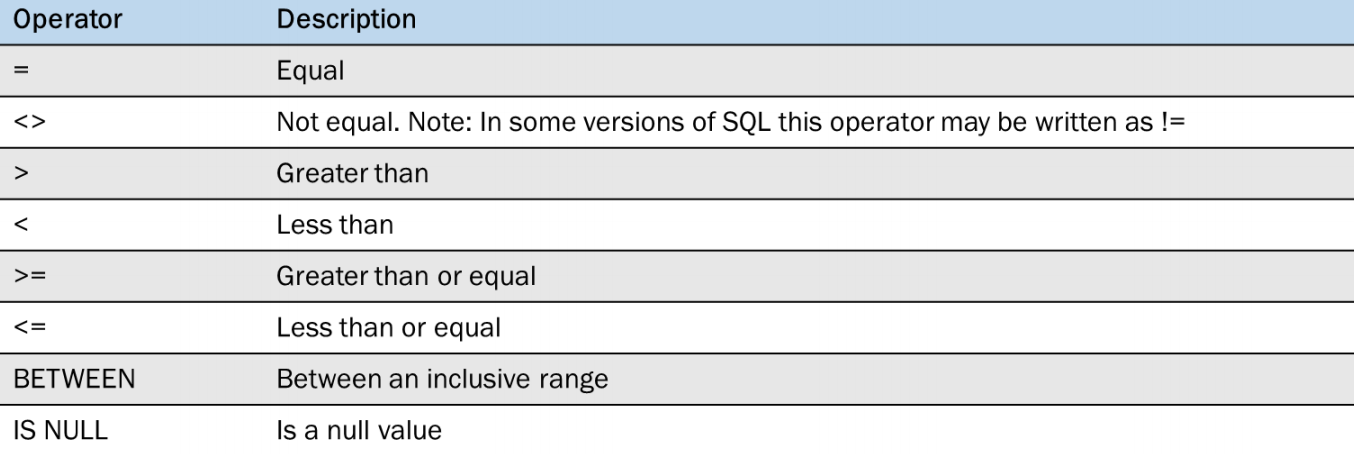 Operator Description
= Equal
<> Not equal. Note: In some versions of SQL this operator may be written as !=
> Greater than
< Less than
>= Greater than or equal
<= Less than or equal
BETWEEN Between an inclusive range
IS NULL Is a null value